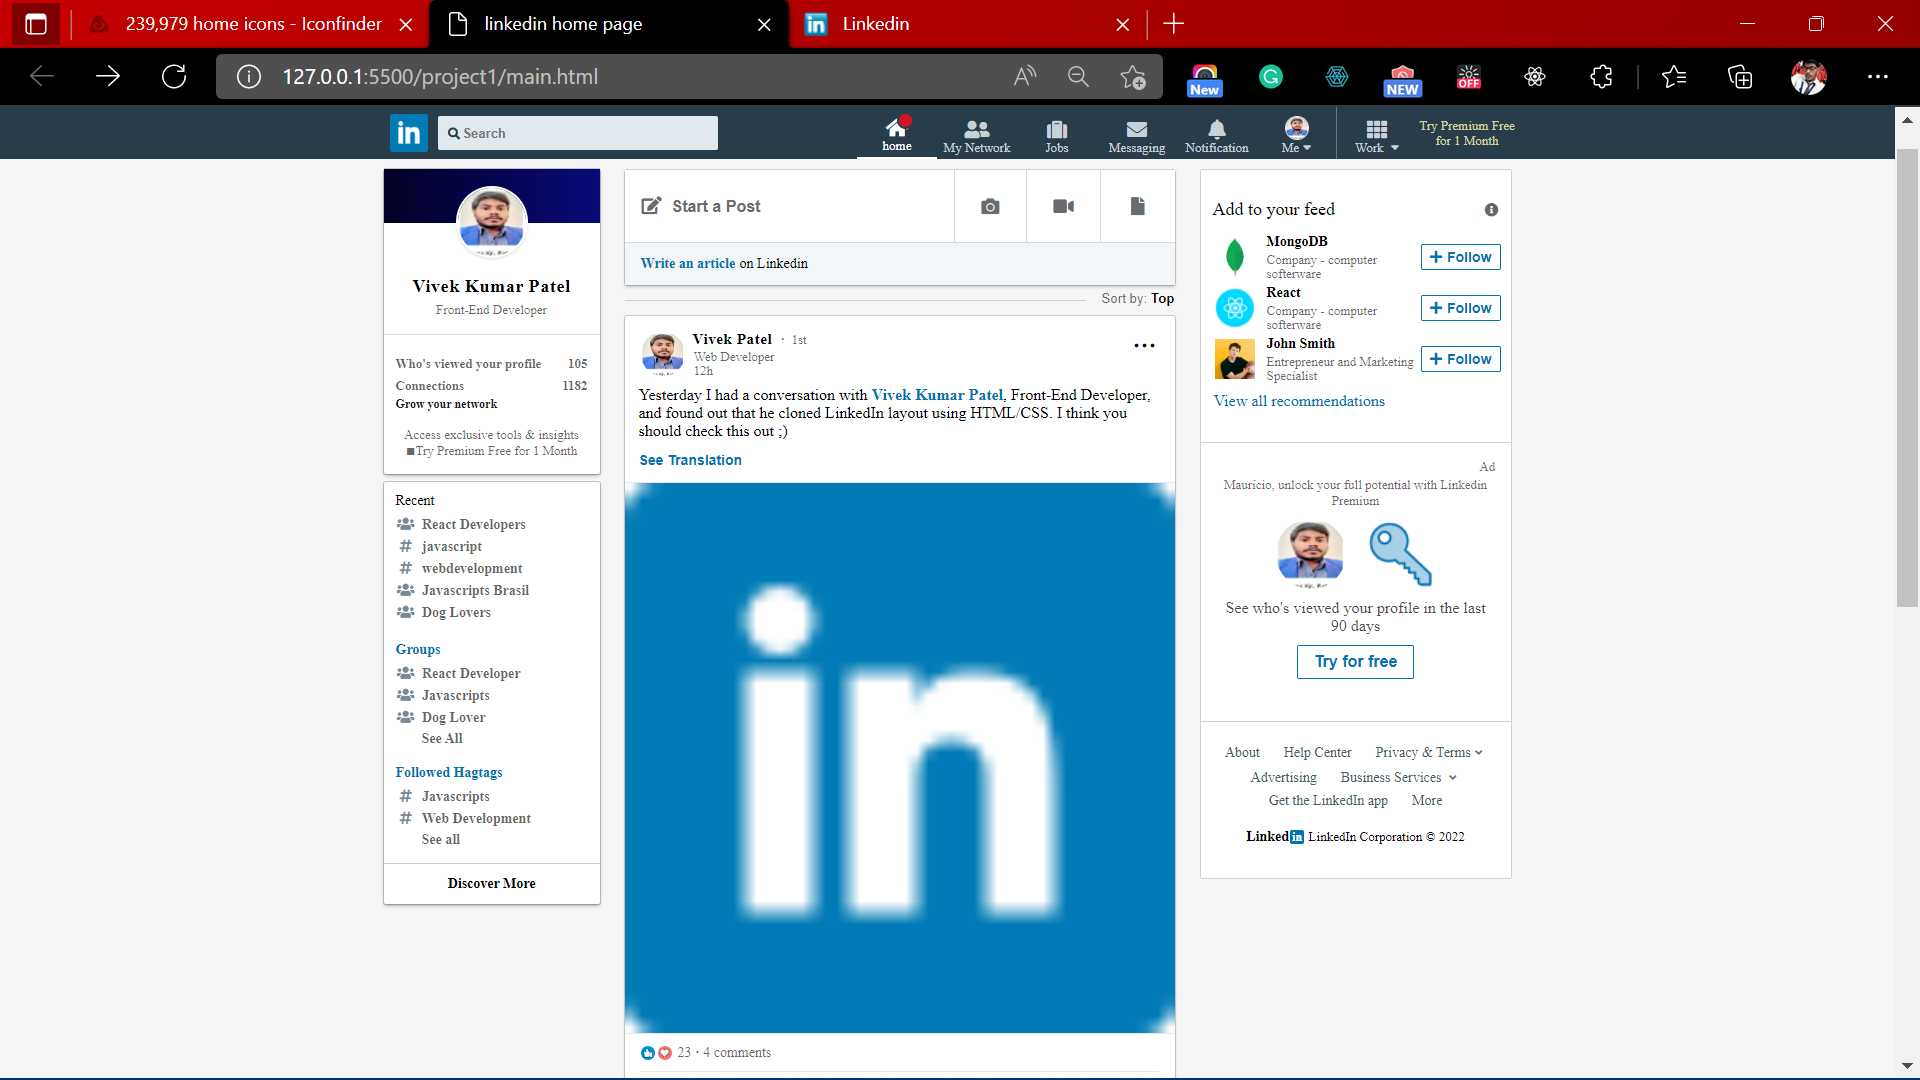 239,979 home icons - Iconfinder
linkedin home page
Linkedin
127.0.0.1:5500/project1/main.html
New
NEW
OFF
in
Search
home
My Network
Jobs
Messaging
Notification
Me
Work
Try Premium Free
for 1 Month
Vivek Kumar Patel
Front-End Developer
Who's viewed your profile 105
Connections 1182
Grow your network
Access exclusive tools & insights
■Try Premium Free for 1 Month
Recent
React Developers
# javascript
# webdevelopment
Javascripts Brasil
Dog Lovers
Groups
React Developer
Javascripts
Dog Lover
See All
Followed Hagtags
# Javascripts
# Web Development
See all
Discover More
Start a Post
Write an article on Linkedin
Sort by: Top
Vivek Patel · 1st
Web Developer
12h
Yesterday I had a conversation with Vivek Kumar Patel, Front-End Developer,
and found out that he cloned LinkedIn layout using HTML/CSS. I think you
should check this out ;)
See Translation
in
23 · 4 comments
Add to your feed
MongoDB
Company - computer
softerware
+ Follow
React
Company - computer
softerware
+ Follow
John Smith
Entrepreneur and Marketing
Specialist
+ Follow
View all recommendations
Ad
Maurício, unlock your full potential with Linkedin
Premium
See who's viewed your profile in the last
90 days
Try for free
About Help Center Privacy & Terms
Advertising Business Services
Get the LinkedIn app More
Linked in LinkedIn Corporation © 2022